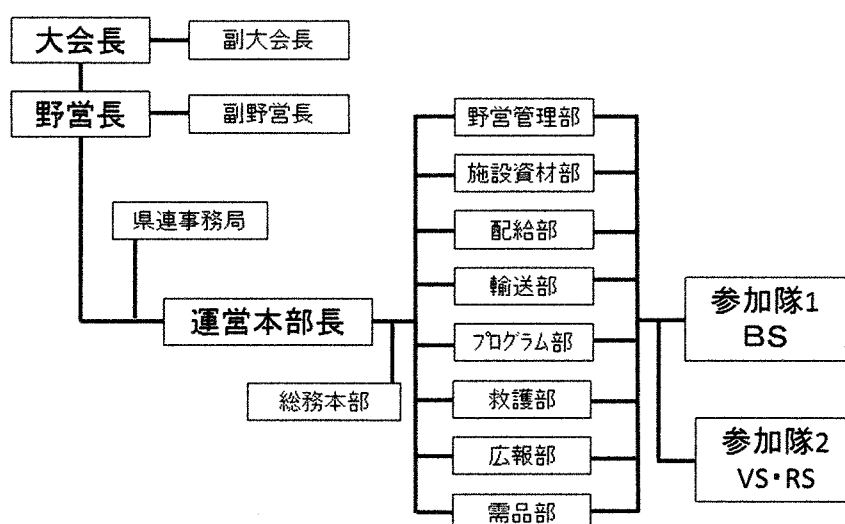 大会長
副大会長
野営長
副野営長
県連事務局
運営本部長
総務本部
野営管理部
施設資材部
配給部
輸送部
プログラム部
救護部
広報部
需品部
参加隊1
BS
参加隊2
VS・RS